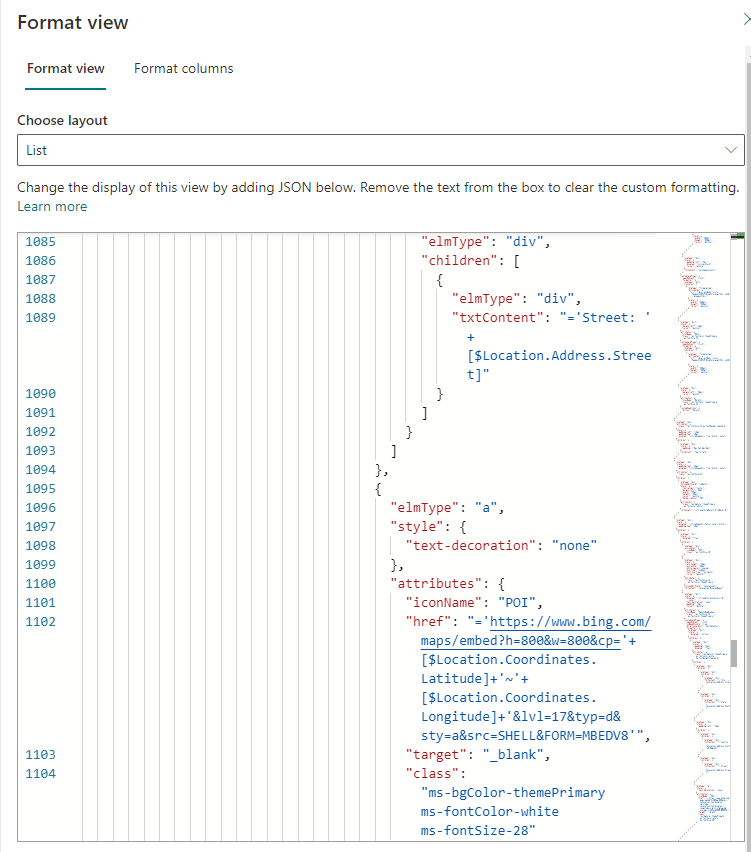 Format view
Format view Format columns
Choose layout
List
Change the display of this view by adding JSON below. Remove the text from the box to clear the custom formatting.
Learn more
1085 "elmType": "div",
1086 "children": [
1087 {
1088 "elmType": "div",
1089 "txtContent": "='Street: '
+
[$Location.Address.Stree
t]"
1090 }
1091 ]
1092 }
1093 ]
1094 },
1095 {
1096 "elmType": "a",
1097 "style": {
1098 "text-decoration": "none"
1099 },
1100 "attributes": {
1101 "iconName": "POI",
1102 "href": "='https://www.bing.com/
maps/embed?h=800&w=800&cp='+
[$Location.Coordinates.
Latitude]+'~'+
[$Location.Coordinates.
Longitude]+'&lvl=17&typ=d&
sty=a&src=SHELL&FORM=MBEDV8'",
1103 "target": "_blank",
1104 "class":
"ms-bgColor-themePrimary
ms-fontColor-white
ms-fontSize-28"